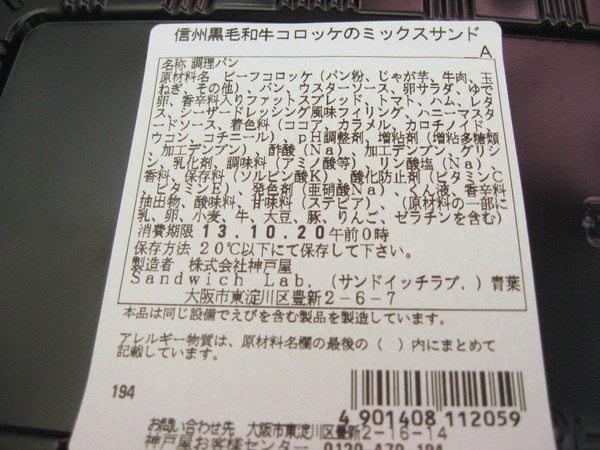 信州黒毛和牛コロッケのミックスサンド
_A
名称 調理パン
原材料名 ビーフコロッケ（パン粉、じゃが芋、牛肉、玉
ねぎ、その他）、パン、ウスターソース、卵サラダ、ゆで
卵、香辛料入りファットスプレッド、トマト、ハム、レタ
ス、シーザードレッシング風味フィリング、ハニーマスタ
ードソース、着色料（ココア、カラメル、カロチノイド、
ウコン、コチニール）、pH調整剤、増粘剤（増粘多糖類
、加工デンプン）、酢酸（Na）、加工デンプン、グリシ
ン、乳化剤、調味料（アミノ酸等）、リン酸塩（Na）、
香料、保存料（ソルビン酸K）、酸化防止剤（ビタミンC
、ビタミンE）、発色剤（亜硝酸Na）、くん液、香辛料
抽出物、酸味料、甘味料（ステビア）、（原材料の一部に
乳、卵、小麦、牛、大豆、豚、りんご、ゼラチンを含む）
消費期限 13.10.20午前0時
保存方法 20℃以下にて保存して下さい。
製造者 株式会社神戸屋
Sandwich Lab.（サンドイッチラブ．）青葉
大阪市東淀川区豊新2-6-7
本品は同じ設備でえびを含む製品を製造しています。
アレルギー物質は、原材料名欄の最後の（ ）内にまとめて
記載しています。
194
4 901408 112059
お問い合わせ先 大阪市東淀川区豊新2-16-14
神戸屋お客様センター 0120-470-184